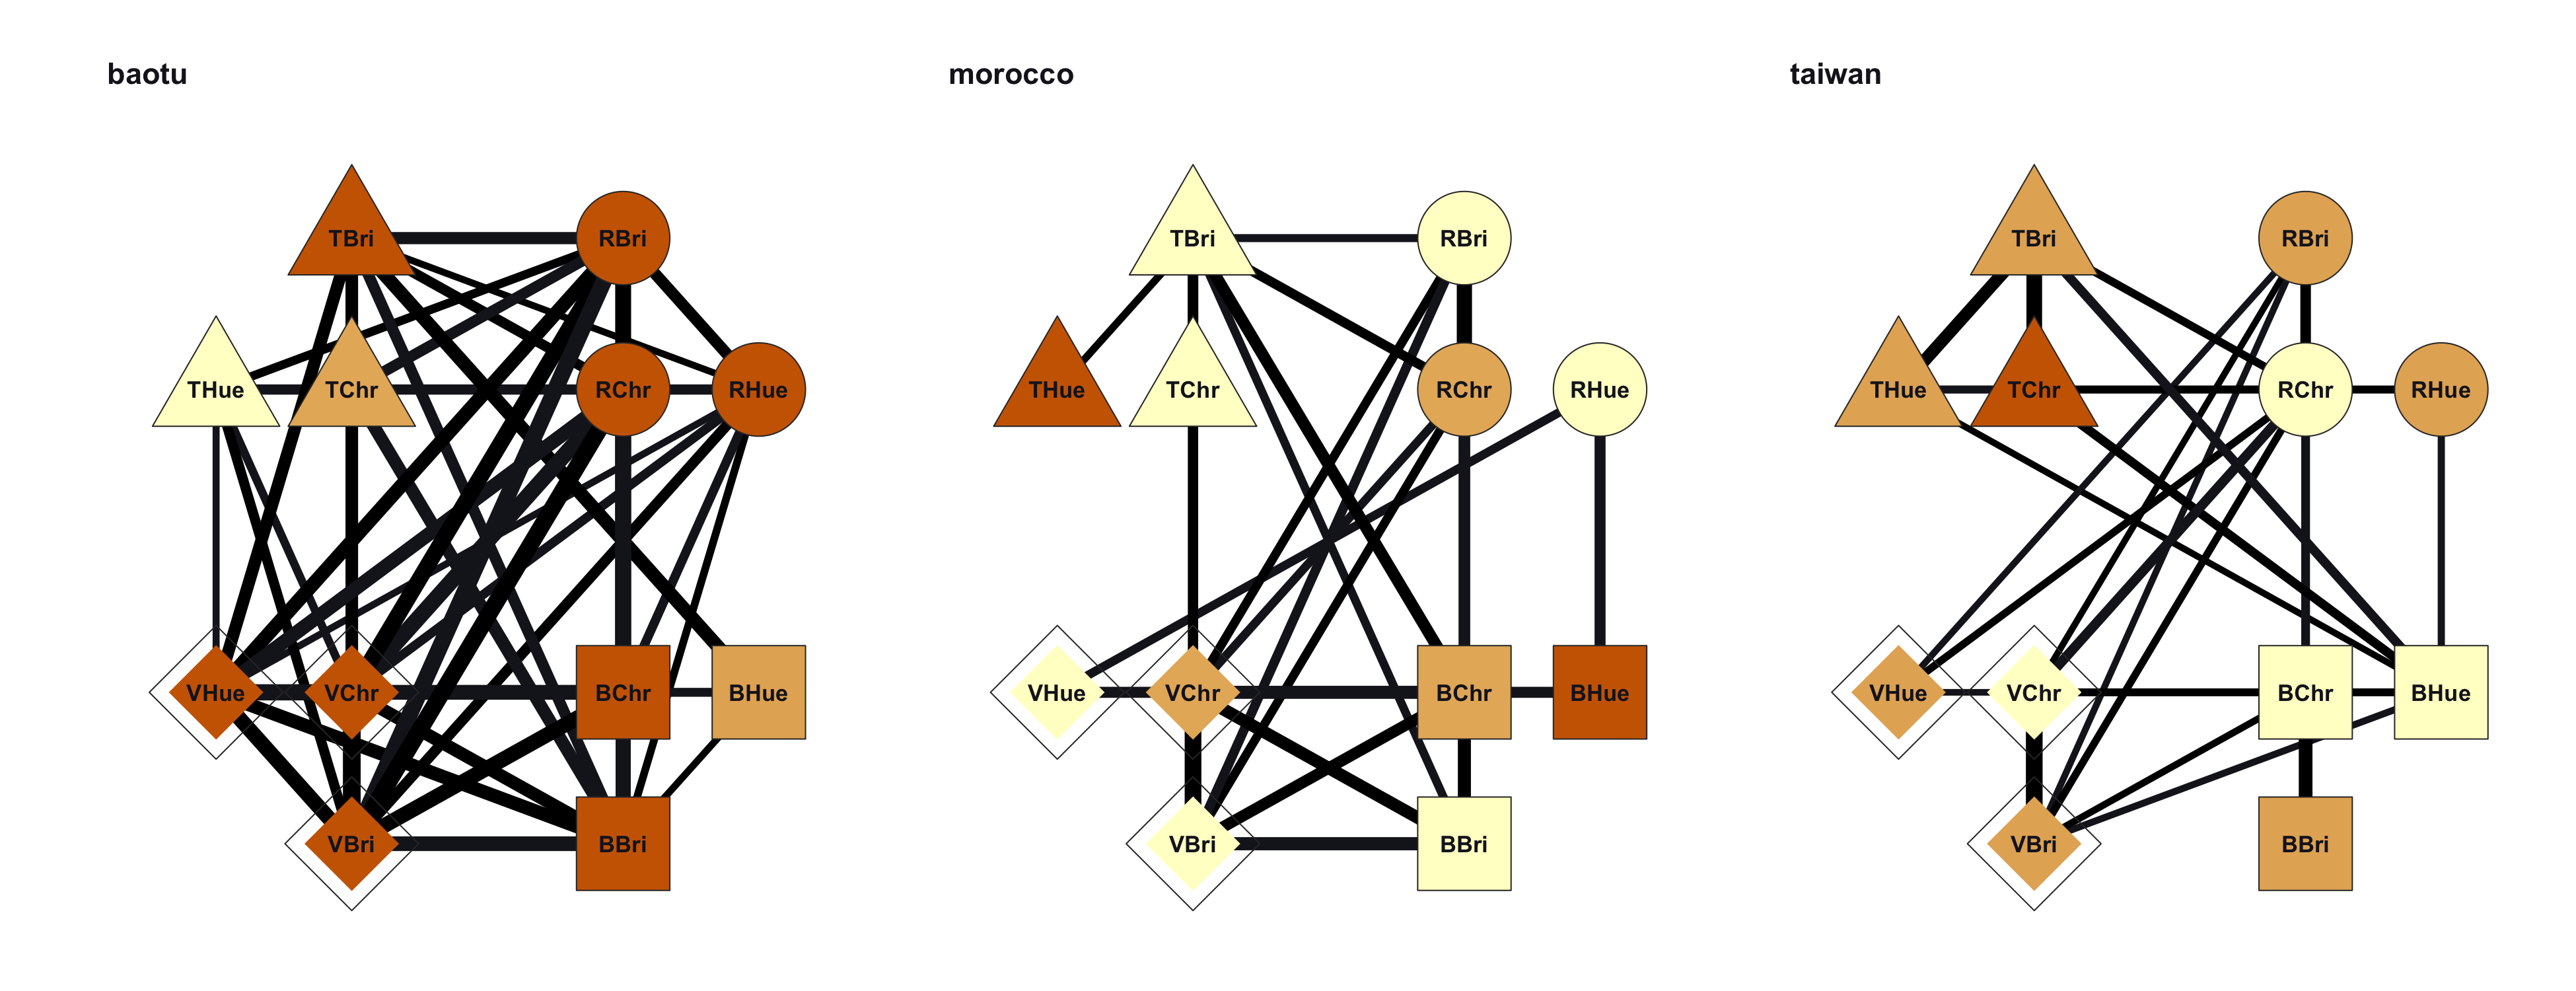 baotu
morocco
taiwan
TBri RBri
THue TChr RChr RHue
VHue VChr BChr BHue
VBri BBri
TBri RBri
THue TChr RChr RHue
VHue VChr BChr BHue
VBri BBri
TBri RBri
THue TChr RChr RHue
VHue VChr BChr BHue
VBri BBri